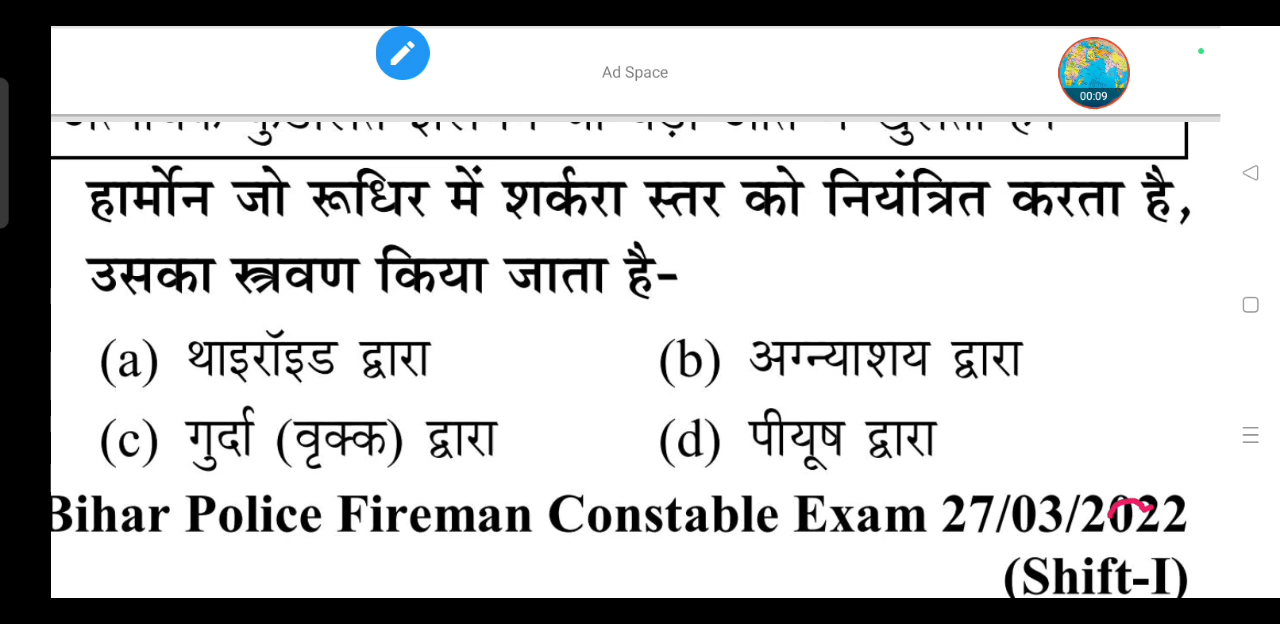 Ad Space
00:09
हार्मोन जो रूधिर में शर्करा स्तर को नियंत्रित करता है,
उसका स्त्रवण किया जाता है-
(a) थाइरॉइड द्वारा (b) अग्न्याशय द्वारा
(c) गुर्दा (वृक्क) द्वारा (d) पीयूष द्वारा
Bihar Police Fireman Constable Exam 27/03/2022
(Shift-I)